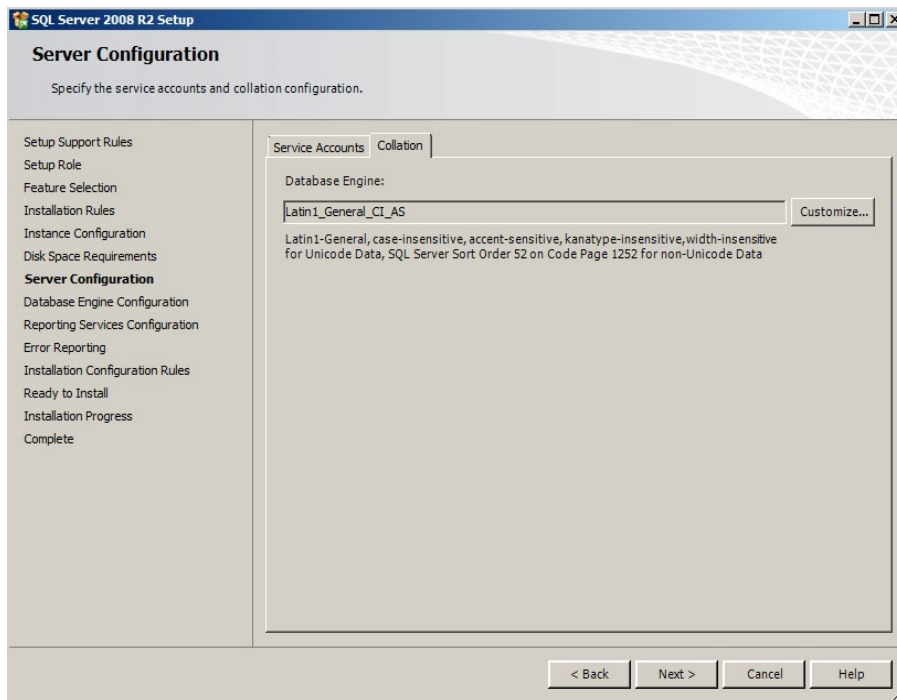 SQL Server 2008 R2 Setup
Server Configuration
Specify the service accounts and collation configuration.
Setup Support Rules
Setup Role
Feature Selection
Installation Rules
Instance Configuration
Disk Space Requirements
Server Configuration
Database Engine Configuration
Reporting Services Configuration
Error Reporting
Installation Configuration Rules
Ready to Install
Installation Progress
Complete
Service Accounts Collation
Database Engine:
Latin1_General_CI_AS Customize...
Latin1-General, case-insensitive, accent-sensitive, kanatype-insensitive,width-insensitive
for Unicode Data, SQL Server Sort Order 52 on Code Page 1252 for non-Unicode Data
< Back Next > Cancel Help